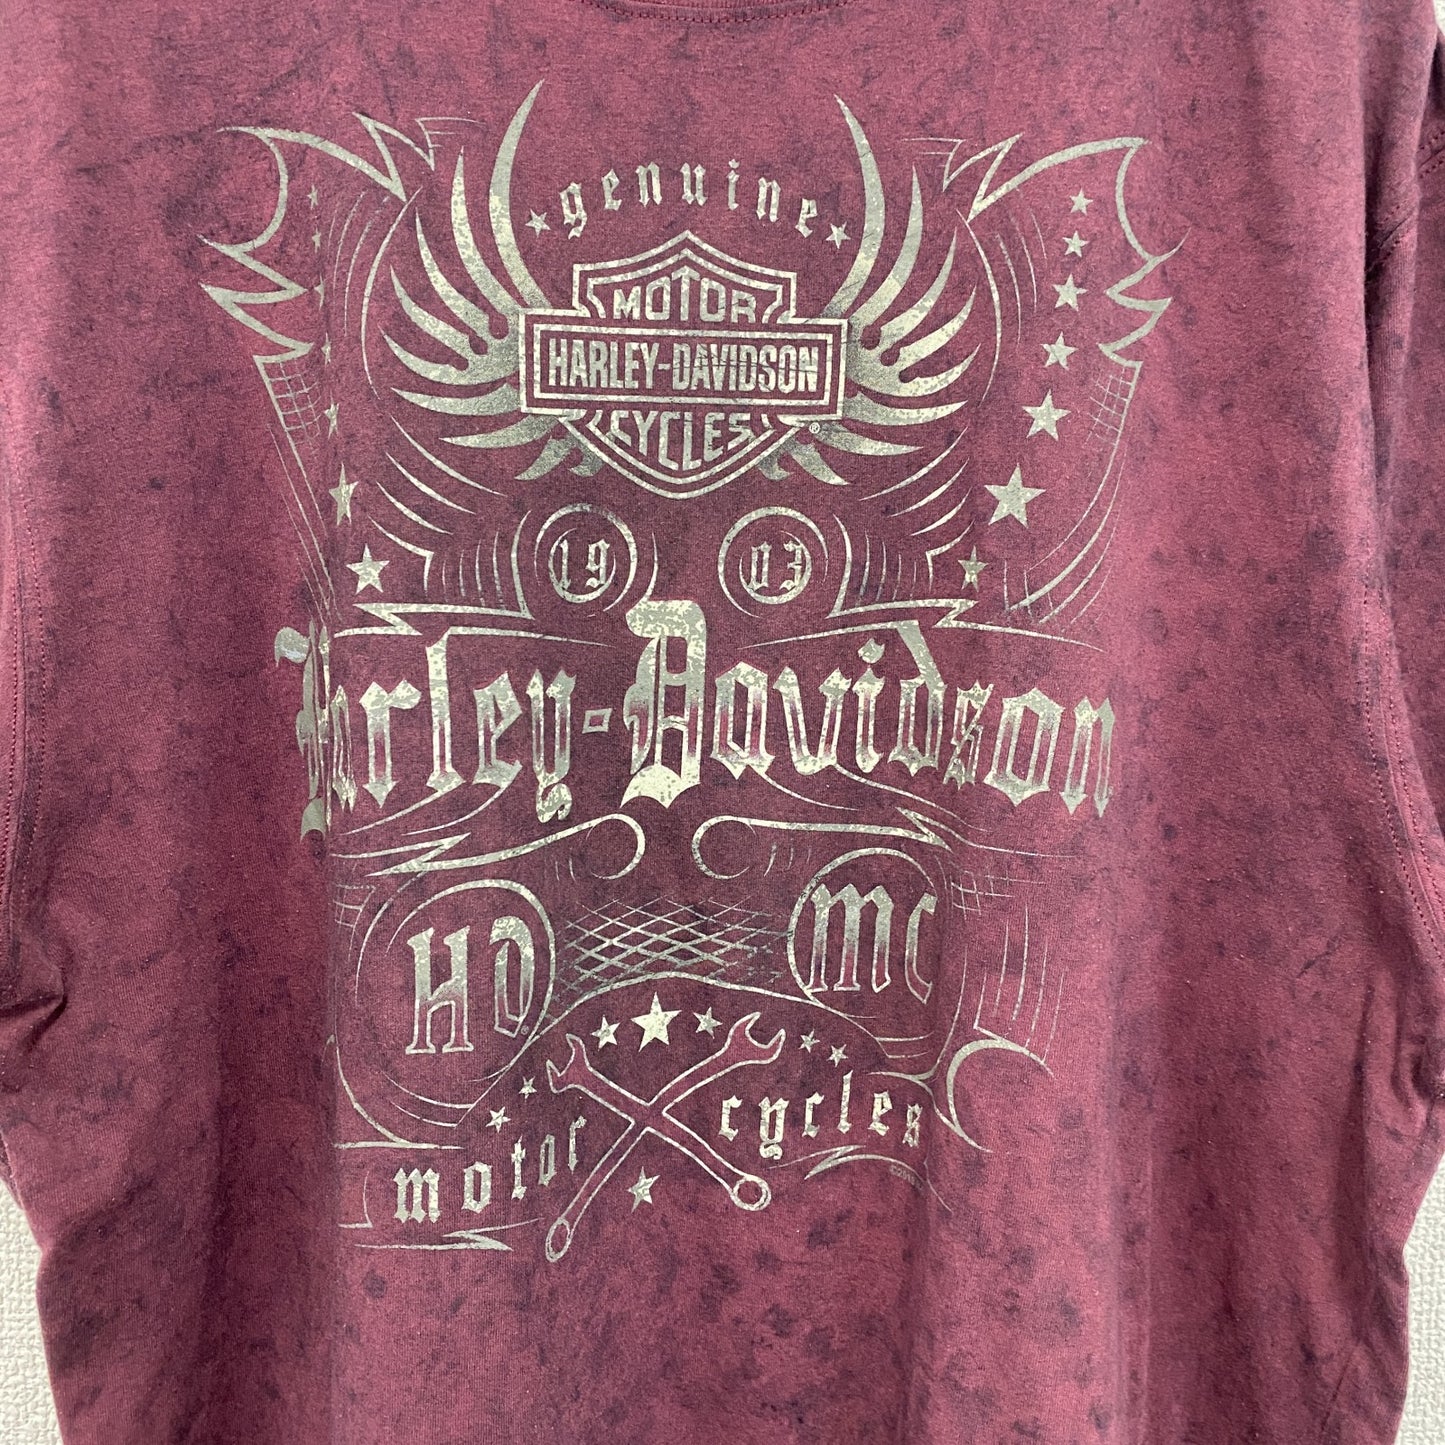 genuine
MOTOR
HARLEY-DAVIDSON
CYCLES
®
19 03
Harley-Davidson
HD MC
®
motor cycles